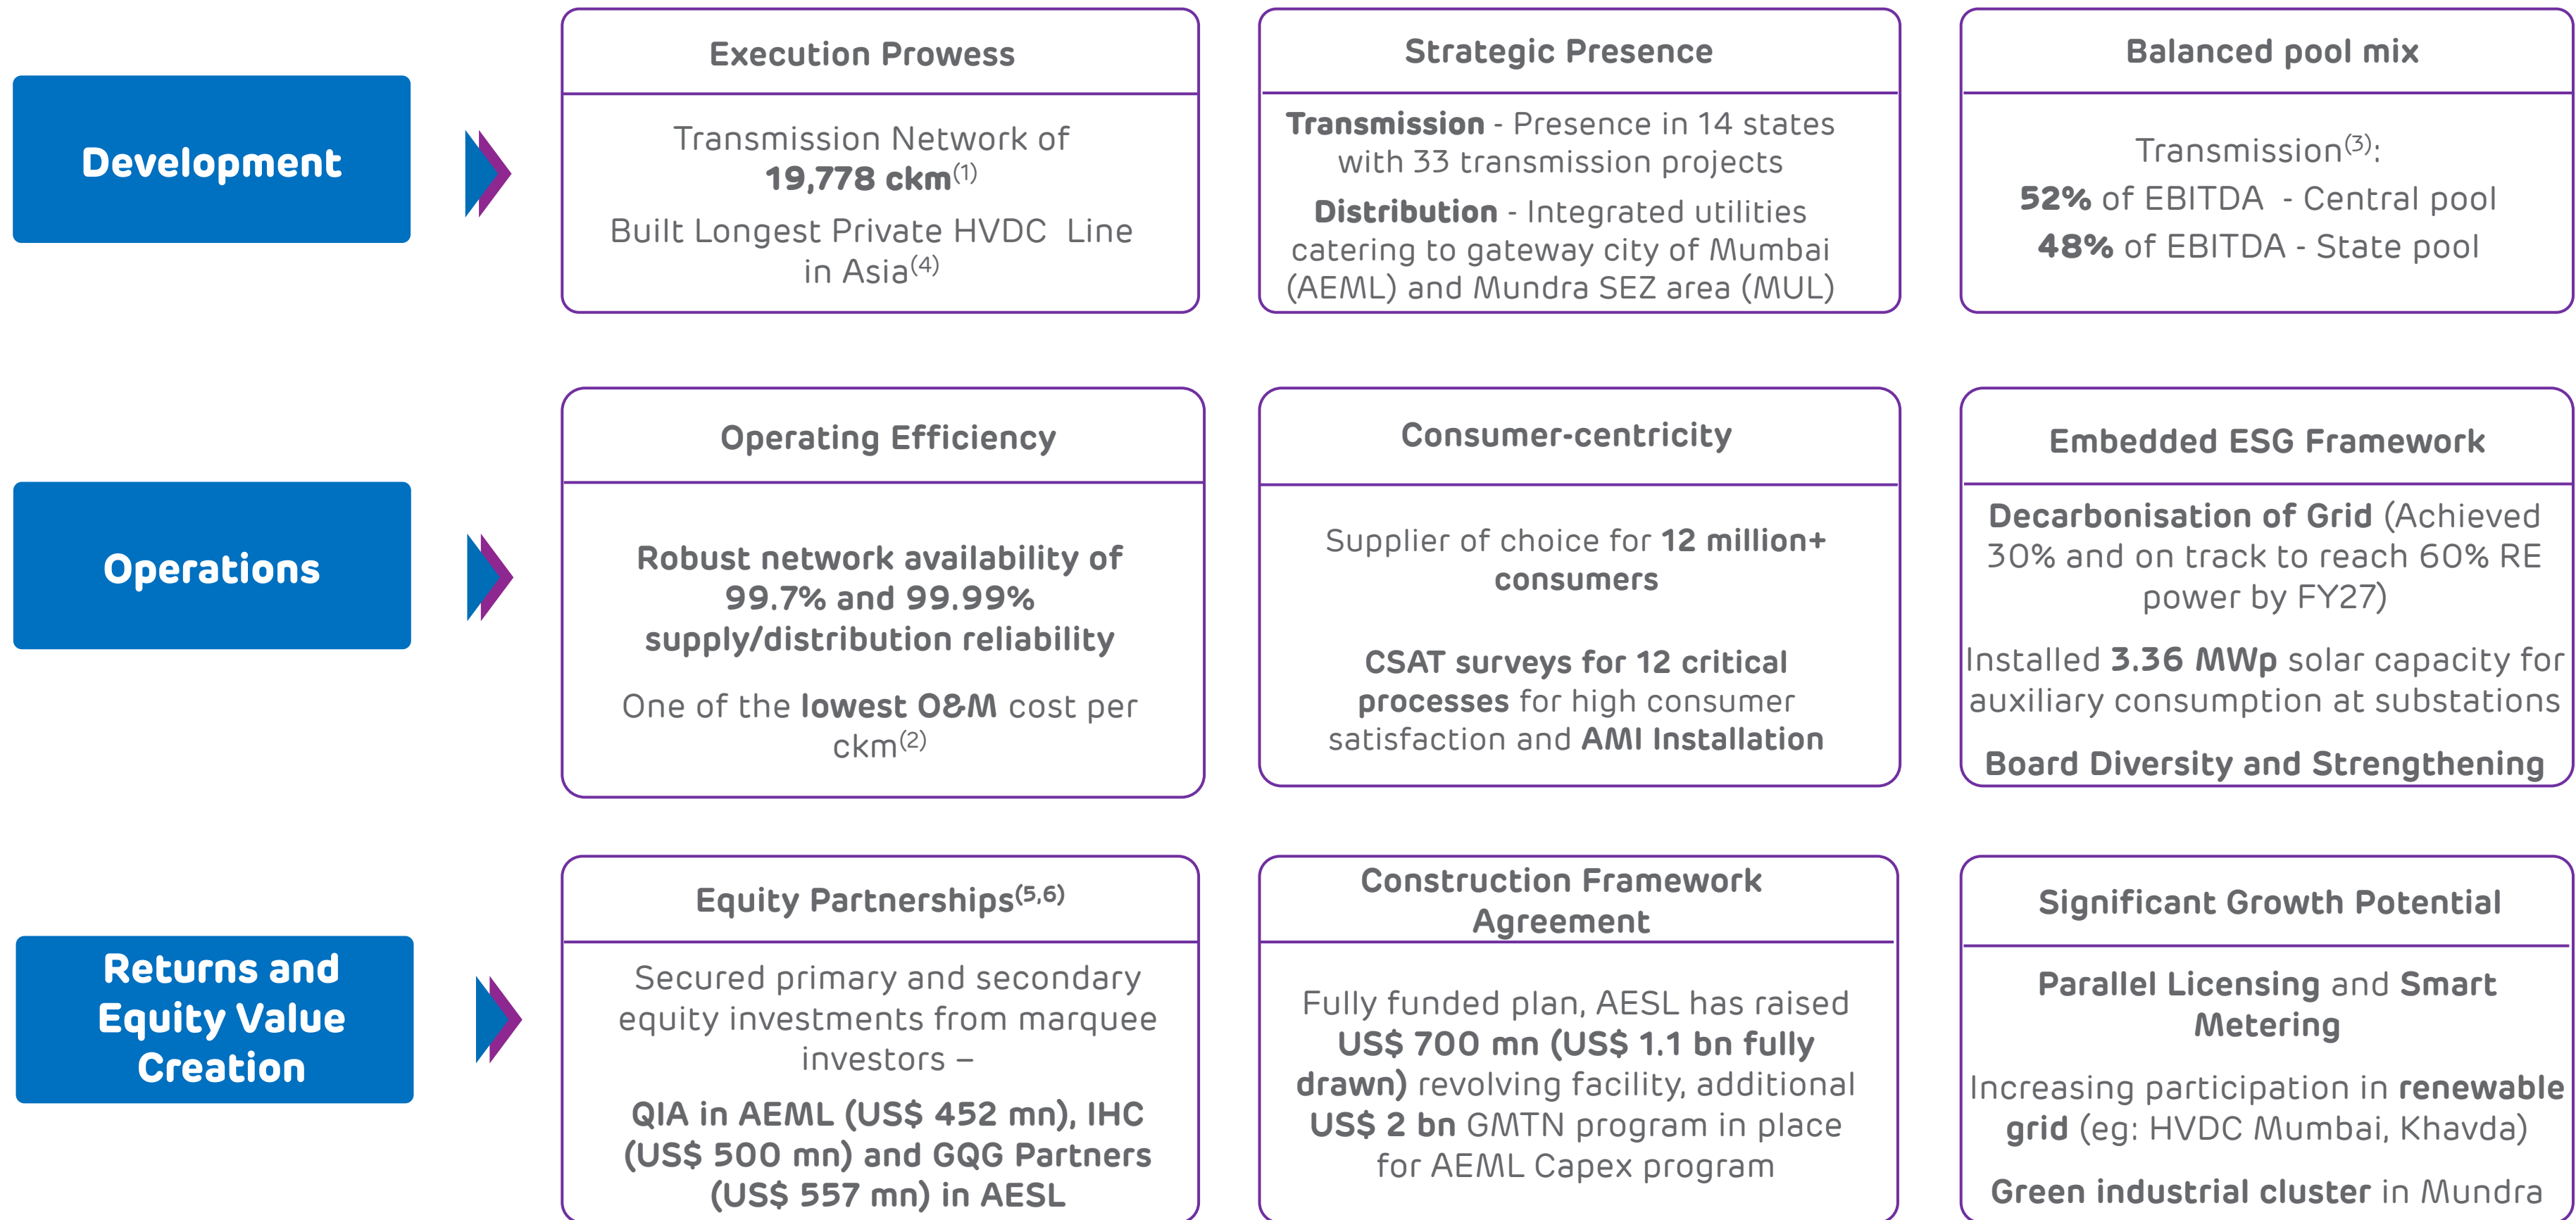 Development
Execution Prowess
Transmission Network of
19,778 ckm(1)
Built Longest Private HVDC Line
in Asia(4)
Strategic Presence
Transmission - Presence in 14 states
with 33 transmission projects
Distribution - Integrated utilities
catering to gateway city of Mumbai
(AEML) and Mundra SEZ area (MUL)
Balanced pool mix
Transmission(3):
52% of EBITDA - Central pool
48% of EBITDA - State pool
Operations
Operating Efficiency
Robust network availability of
99.7% and 99.99%
supply/distribution reliability
One of the lowest O&M cost per
ckm(2)
Consumer-centricity
Supplier of choice for 12 million+
consumers
CSAT surveys for 12 critical
processes for high consumer
satisfaction and AMI Installation
Embedded ESG Framework
Decarbonisation of Grid (Achieved
30% and on track to reach 60% RE
power by FY27)
Installed 3.36 MWp solar capacity for
auxiliary consumption at substations
Board Diversity and Strengthening
Returns and
Equity Value
Creation
Equity Partnerships(5,6)
Secured primary and secondary
equity investments from marquee
investors –
QIA in AEML (US$ 452 mn), IHC
(US$ 500 mn) and GQG Partners
(US$ 557 mn) in AESL
Construction Framework
Agreement
Fully funded plan, AESL has raised
US$ 700 mn (US$ 1.1 bn fully
drawn) revolving facility, additional
US$ 2 bn GMTN program in place
for AEML Capex program
Significant Growth Potential
Parallel Licensing and Smart
Metering
Increasing participation in renewable
grid (eg: HVDC Mumbai, Khavda)
Green industrial cluster in Mundra